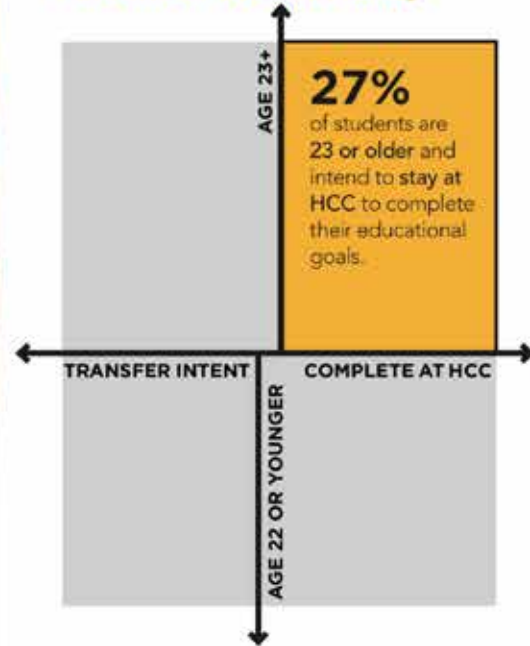 AGE 23+
27%
of students are
23 or older and
intend to stay at
HCC to complete
their educational
goals.
TRANSFER INTENT
COMPLETE AT HCC
AGE 22 OR YOUNGER